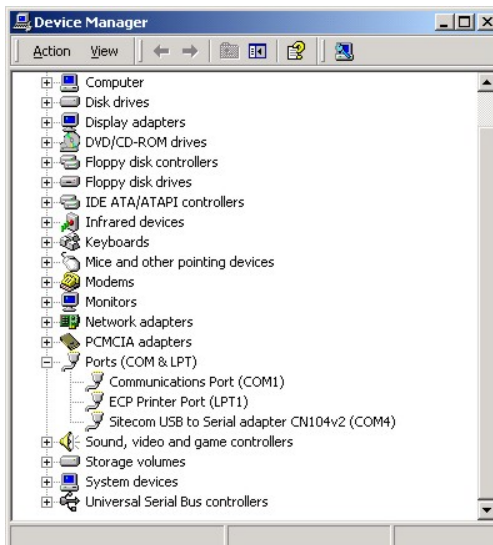 Device Manager
Action View
Computer
Disk drives
Display adapters
DVD/CD-ROM drives
Floppy disk controllers
Floppy disk drives
IDE ATA/ATAPI controllers
Infrared devices
Keyboards
Mice and other pointing devices
Modems
Monitors
Network adapters
PCMCIA adapters
Ports (COM & LPT)
Communications Port (COM1)
ECP Printer Port (LPT1)
Sitecom USB to Serial adapter CN104v2 (COM4)
Sound, video and game controllers
Storage volumes
System devices
Universal Serial Bus controllers